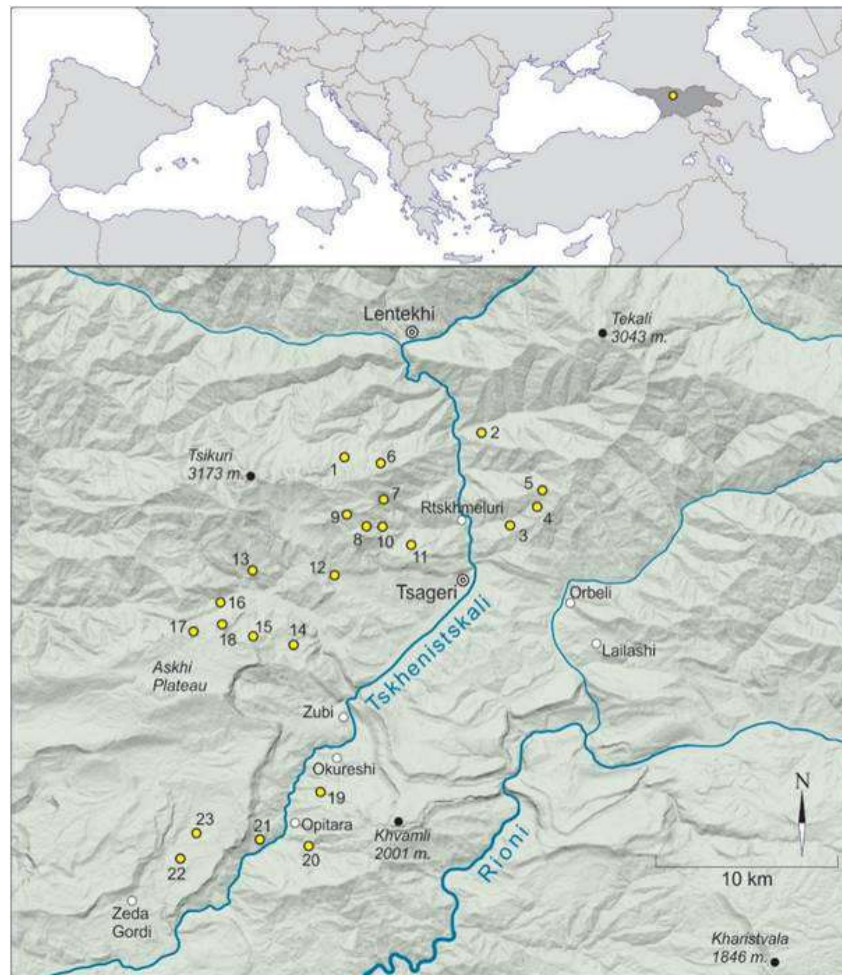 Lentekhi
Tekali
3043 m.
2
Tsikuri
3173 m.
1
6
5
7
4
9
Rtskhmeluri
8
10
3
11
13
12
Tsageri
16
Orbeli
17
18
15
14
Lailashi
Askhi
Plateau
Tskhenistskali
Zubi
Okureshi
19
N
23
21
Opitara
Khvamli
2001 m.
20
22
Rioni
10 km
Zeda
Gordi
Kharistvala
1846 m.